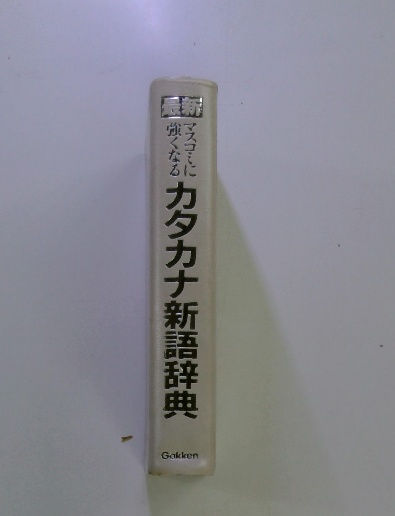 最新
マスコミに
強くなる
カタカナ新語辞典
Gakken